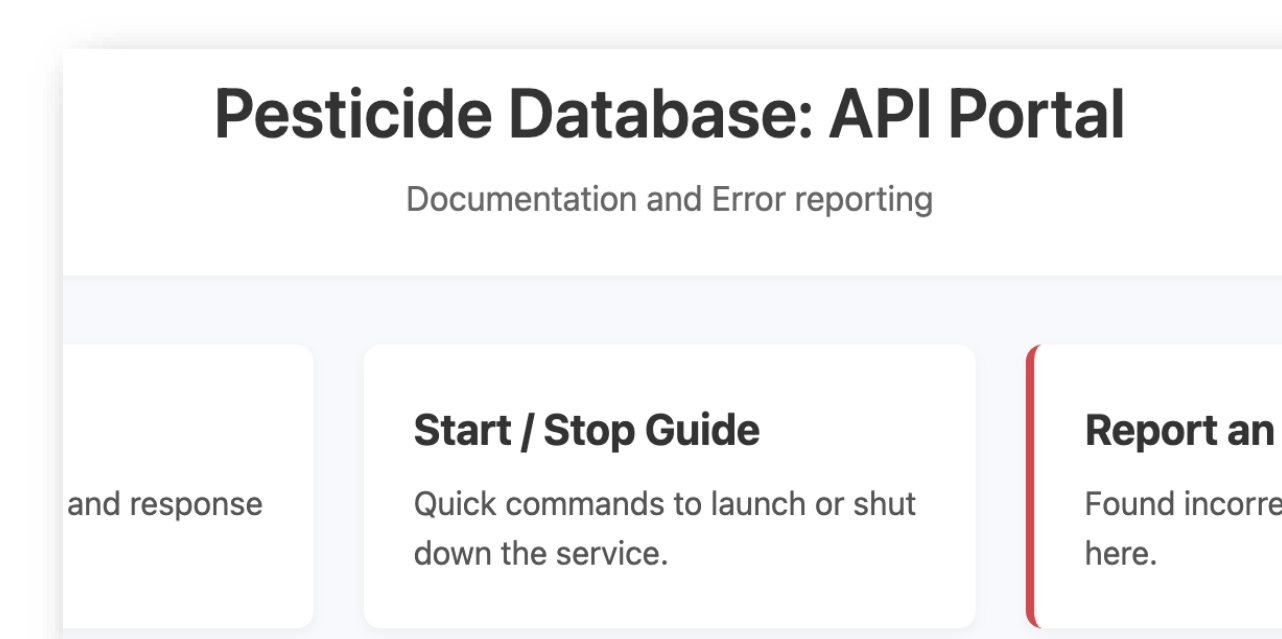 Pesticide Database: API Portal
Documentation and Error reporting
and response
Start / Stop Guide
Quick commands to launch or shut
down the service.
Report an
Found incorre
here.